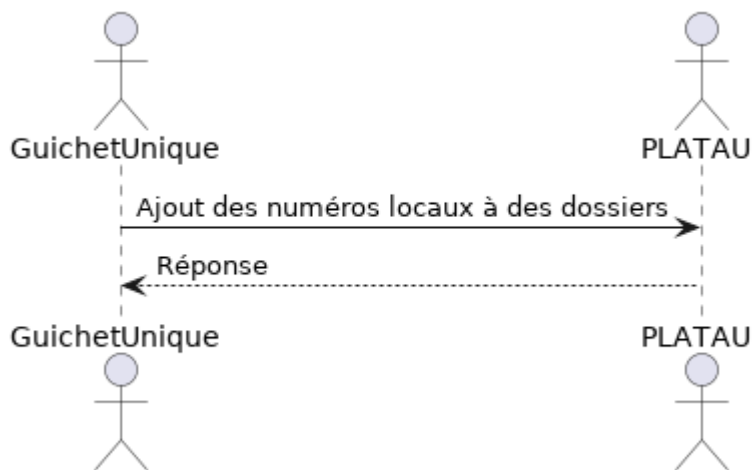 GuichetUnique
PLATAU
Ajout des numéros locaux à des dossiers
Réponse
GuichetUnique
PLATAU